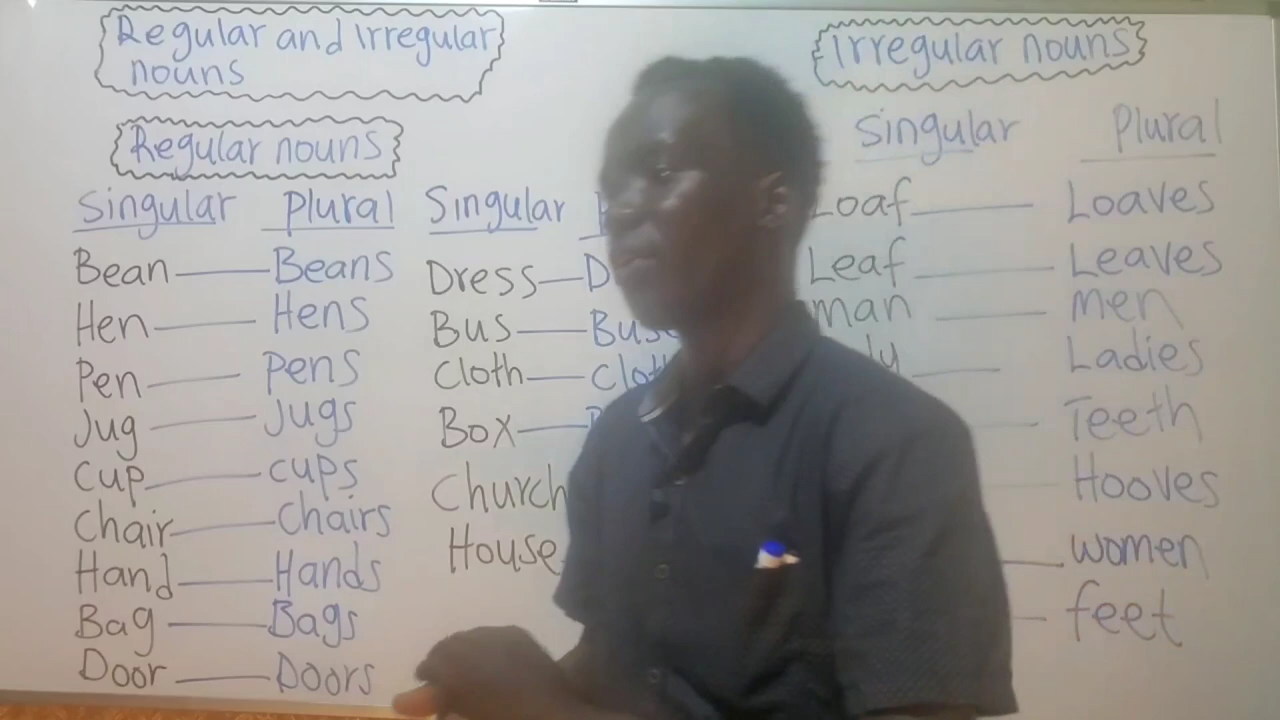 Regular and irregular
nouns
Regular nouns
Singular Plural
Bean Beans
Hen Hens
Pen Pens
Jug Jugs
Cup cups
Chair Chairs
Hand Hands
Bag Bags
Door Doors
Singular
Dress
Bus
Cloth
Box
Church
House
Irregular nouns
Singular Plural
Loaf Loaves
Leaf Leaves
man men
Ladies
Teeth
Hooves
women
feet